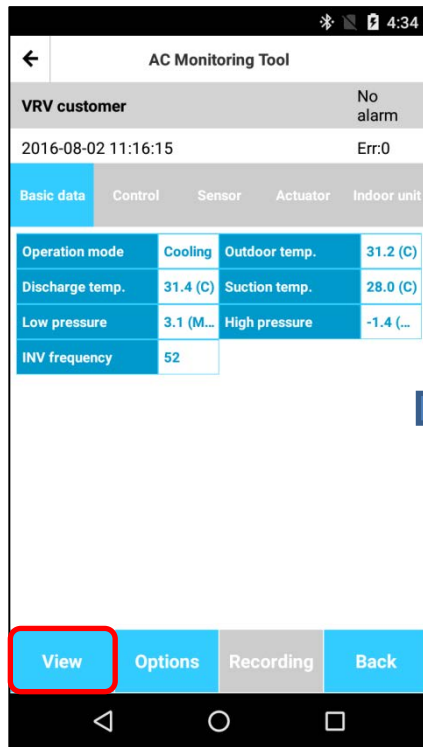 4:34
AC Monitoring Tool
VRV customer No alarm
2016-08-02 11:16:15 Err:0
Basic data Control Sensor Actuator Indoor unit
Operation mode Cooling Outdoor temp. 31.2 (C)
Discharge temp. 31.4 (C) Suction temp. 28.0 (C)
Low pressure 3.1 (M... High pressure -1.4 (...
INV frequency 52
View Options Recording Back